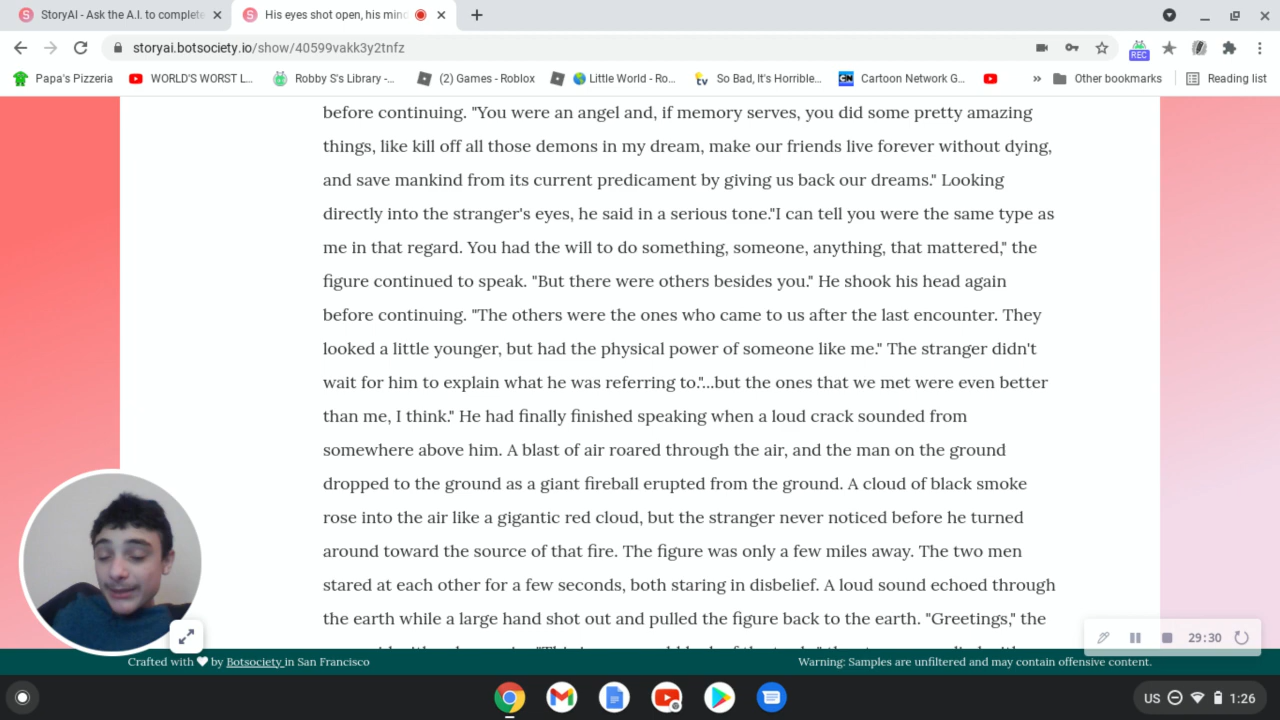 StoryAI - Ask the A.I. to complete
His eyes shot open, his mind
storyai.botsociety.io/show/40599vakk3y2tnfz
REC
Papa's Pizzeria
WORLD'S WORST L...
Robby S's Library -...
(2) Games - Roblox
Little World - Ro...
tv
So Bad, It's Horrible...
CN
Cartoon Network G...
»
Other bookmarks
Reading list
before continuing. "You were an angel and, if memory serves, you did some pretty amazing
things, like kill off all those demons in my dream, make our friends live forever without dying,
and save mankind from its current predicament by giving us back our dreams." Looking
directly into the stranger's eyes, he said in a serious tone."I can tell you were the same type as
me in that regard. You had the will to do something, someone, anything, that mattered," the
figure continued to speak. "But there were others besides you." He shook his head again
before continuing. "The others were the ones who came to us after the last encounter. They
looked a little younger, but had the physical power of someone like me." The stranger didn't
wait for him to explain what he was referring to."...but the ones that we met were even better
than me, I think." He had finally finished speaking when a loud crack sounded from
somewhere above him. A blast of air roared through the air, and the man on the ground
dropped to the ground as a giant fireball erupted from the ground. A cloud of black smoke
rose into the air like a gigantic red cloud, but the stranger never noticed before he turned
around toward the source of that fire. The figure was only a few miles away. The two men
stared at each other for a few seconds, both staring in disbelief. A loud sound echoed through
the earth while a large hand shot out and pulled the figure back to the earth. "Greetings," the
29:30
Crafted with ♥ by Botsociety in San Francisco
Warning: Samples are unfiltered and may contain offensive content.
US
1:26